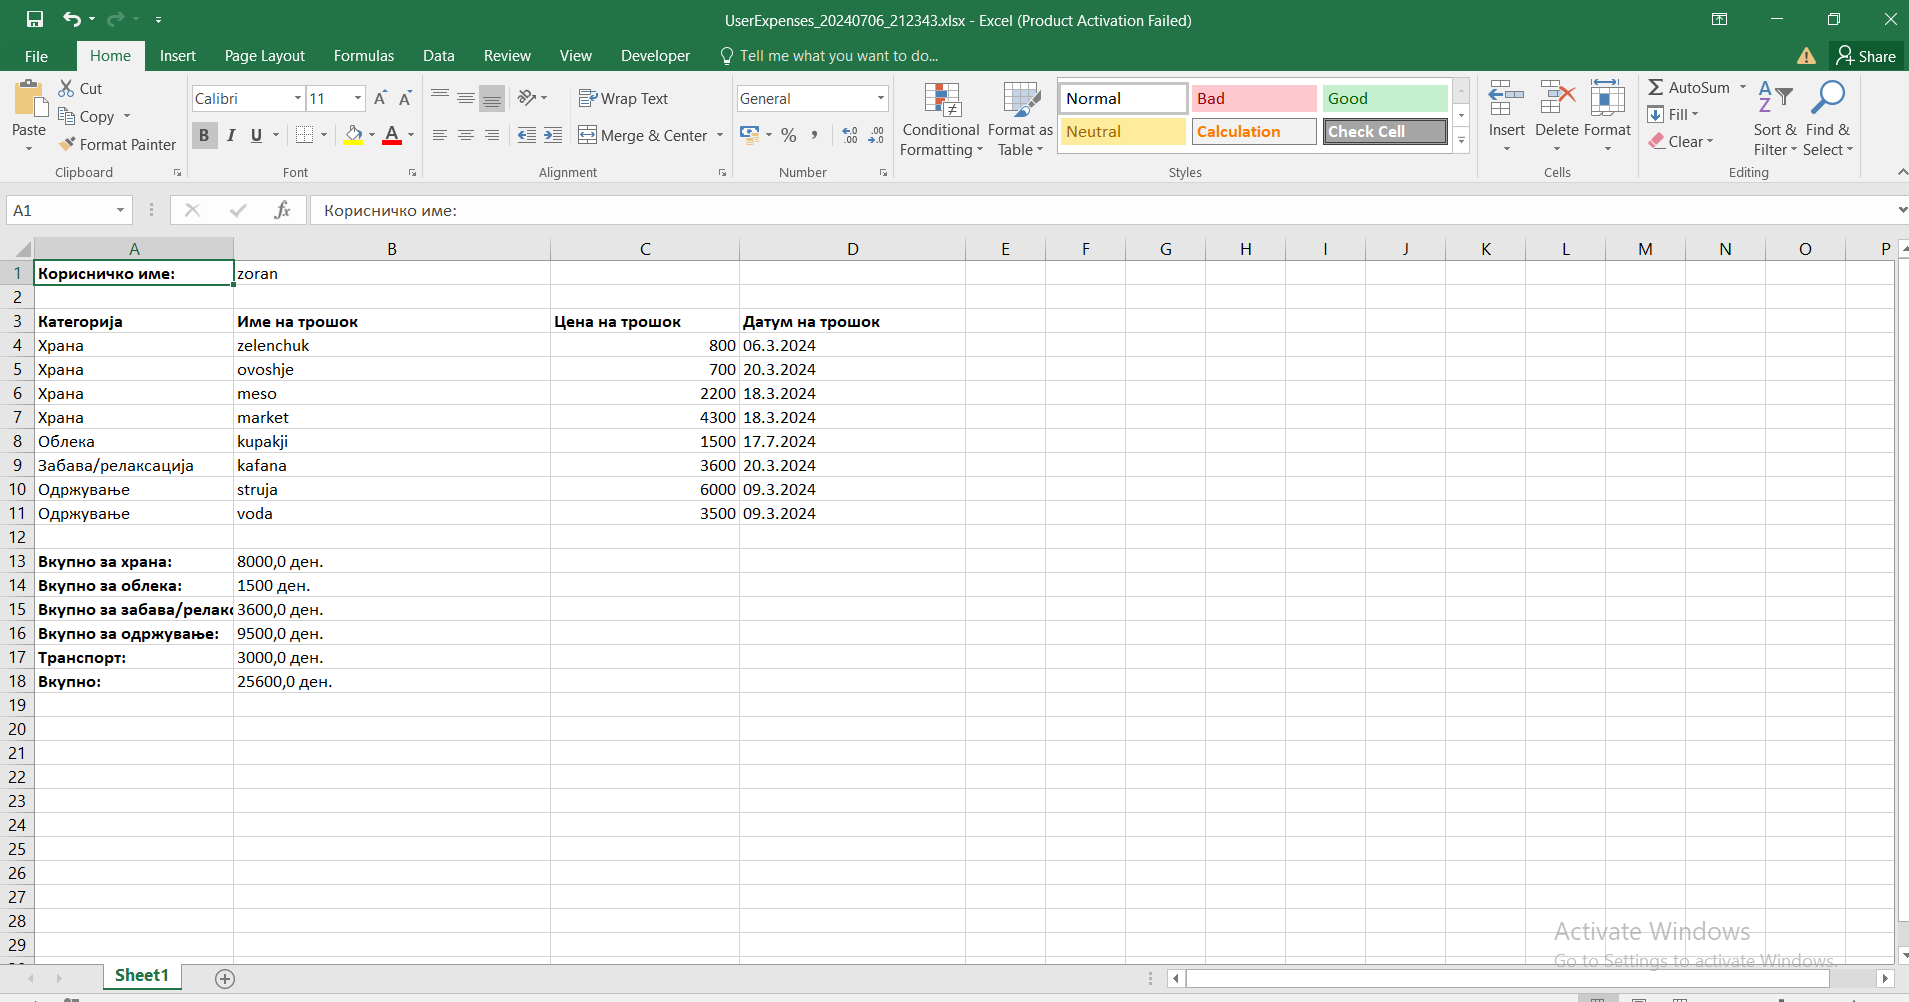 UserExpenses_20240706_212343.xlsx - Excel (Product Activation Failed)
File Home Insert Page Layout Formulas Data Review View Developer Tell me what you want to do... Share
Paste Cut Copy Format Painter Clipboard
Calibri 11 B I U A A A Font
Wrap Text Merge & Center Alignment
General % , Number
Conditional Formatting Format as Table Normal Bad Good Neutral Calculation Check Cell Styles
Insert Delete Format Cells
AutoSum Fill Clear Sort & Filter Find & Select Editing
A1 fx Корисничко име:
A B C D E F G H I J K L M N O P
1 Корисничко име: zoran
2
3 Категорија Име на трошок Цена на трошок Датум на трошок
4 Храна zelenchuk 800 06.3.2024
5 Храна ovoshje 700 20.3.2024
6 Храна meso 2200 18.3.2024
7 Храна market 4300 18.3.2024
8 Облека kupakji 1500 17.7.2024
9 Забава/релаксација kafana 3600 20.3.2024
10 Одржување struja 6000 09.3.2024
11 Одржување voda 3500 09.3.2024
12
13 Вкупно за храна: 8000,0 ден.
14 Вкупно за облека: 1500 ден.
15 Вкупно за забава/релакс 3600,0 ден.
16 Вкупно за одржување: 9500,0 ден.
17 Транспорт: 3000,0 ден.
18 Вкупно: 25600,0 ден.
19
20
21
22
23
24
25
26
27
28
29
Activate Windows
Go to Settings to activate Windows.
Sheet1